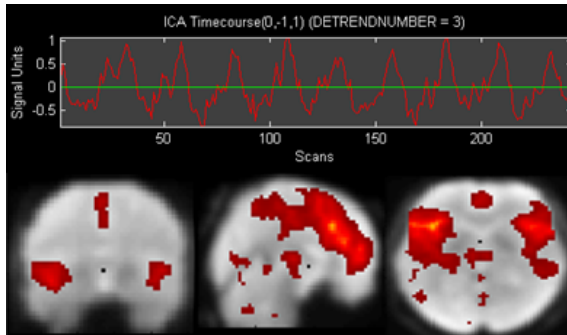 ICA Timecourse(0,-1,1) (DETRENDNUMBER = 3)
Signal Units
1
0.5
0
-0.5
50
100
150
200
Scans